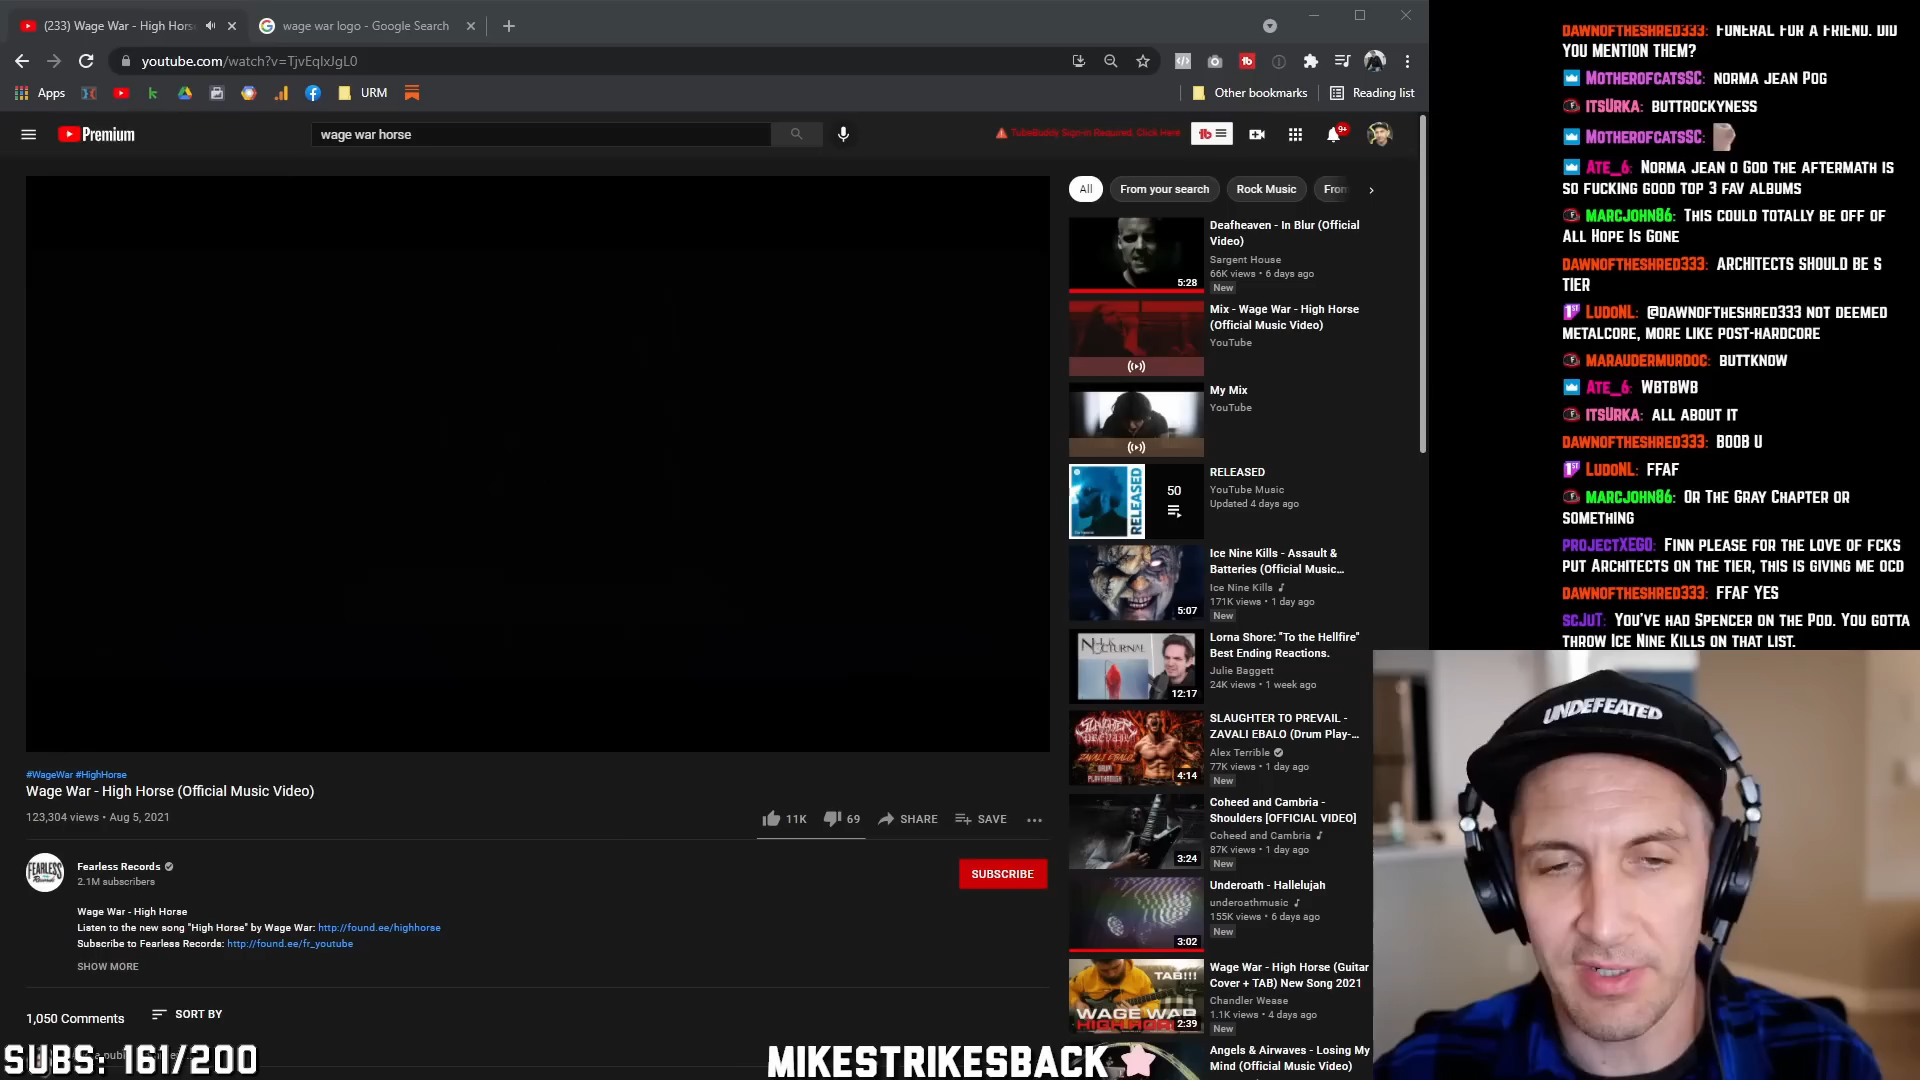 (233) Wage War - High Hors
wage war logo - Google Search
youtube.com/watch?v=TjvEqlxJgL0
Apps
URM
Other bookmarks
Reading list
Premium
wage war horse
TubeBuddy Sign-in Required. Click Here
9+
All
From your search
Rock Music
From
Deafheaven - In Blur (Official
Video)
Sargent House
66K views • 6 days ago
New
5:28
Mix - Wage War - High Horse
(Official Music Video)
YouTube
My Mix
YouTube
RELEASED
50
RELEASED
YouTube Music
Updated 4 days ago
Ice Nine Kills - Assault &
Batteries (Official Music...
Ice Nine Kills
171K views • 1 day ago
New
5:07
Lorna Shore: "To the Hellfire"
Best Ending Reactions.
Julie Baggett
24K views • 1 week ago
12:17
SLAUGHTER TO PREVAIL -
ZAVALI EBALO (Drum Play-...
Alex Terrible
77K views • 1 day ago
New
4:14
Coheed and Cambria -
Shoulders [OFFICIAL VIDEO]
Coheed and Cambria
87K views • 1 day ago
New
3:24
Underoath - Hallelujah
underoathmusic
155K views • 6 days ago
New
3:02
Wage War - High Horse (Guitar
Cover + TAB) New Song 2021
Chandler Wease
1.1K views • 4 days ago
New
TAB!!!
WAGE WAR
2:39
Angels & Airwaves - Losing My
Mind (Official Music Video)
#WageWar #HighHorse
Wage War - High Horse (Official Music Video)
123,304 views • Aug 5, 2021
11K
69
SHARE
SAVE
FEARLESS
Records
Fearless Records
2.1M subscribers
SUBSCRIBE
Wage War - High Horse
Listen to the new song "High Horse" by Wage War: http://found.ee/highhorse
Subscribe to Fearless Records: http://found.ee/fr_youtube
SHOW MORE
1,050 Comments
SORT BY
SUBS: 161/200
MIKESTRIKESBACK
DAWNOFTHESHRED333: FUNERAL FOR A FRIEND. DID
YOU MENTION THEM?
MOTHEROFCATSSC: NORMA JEAN POG
ITSÜRKA: BUTTROCKYNESS
MOTHEROFCATSSC:
ATE_6: NORMA JEAN O GOD THE AFTERMATH IS
SO FUCKING GOOD TOP 3 FAV ALBUMS
MARCJOHN86: THIS COULD TOTALLY BE OFF OF
ALL HOPE IS GONE
DAWNOFTHESHRED333: ARCHITECTS SHOULD BE S
TIER
LUDONL: @DAWNOFTHESHRED333 NOT DEEMED
METALCORE, MORE LIKE POST-HARDCORE
MARAUDERMURDOC: BUTTKNOW
ATE_6: WBTBWB
ITSÜRKA: ALL ABOUT IT
DAWNOFTHESHRED333: BOOB U
LUDONL: FFAF
MARCJOHN86: OR THE GRAY CHAPTER OR
SOMETHING
PROJECTXEGO: FINN PLEASE FOR THE LOVE OF FCKS
PUT ARCHITECTS ON THE TIER, THIS IS GIVING ME OCD
DAWNOFTHESHRED333: FFAF YES
SCJUT: YOU'VE HAD SPENCER ON THE POD. YOU GOTTA
THROW ICE NINE KILLS ON THAT LIST.
UNDEFEATED